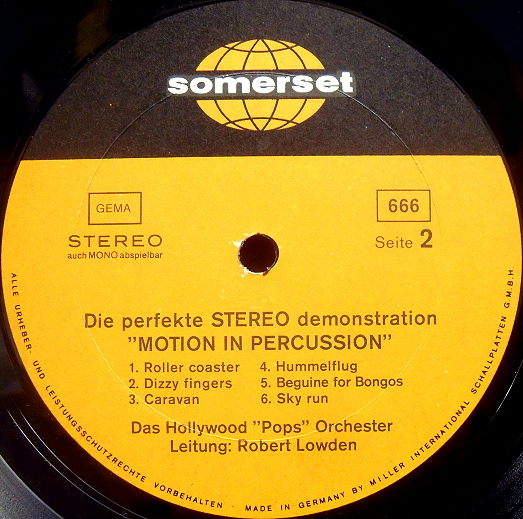 somerset
GEMA
666
STEREO
auch MONO abspielbar
Seite 2
Die perfekte STEREO demonstration
"MOTION IN PERCUSSION"
1. Roller coaster
2. Dizzy fingers
3. Caravan
4. Hummelflug
5. Beguine for Bongos
6. Sky run
Das Hollywood "Pops" Orchester
Leitung: Robert Lowden
ALLE URHEBER- UND LEISTUNGSSCHUTZRECHTE VORBEHALTEN · MADE IN GERMANY BY MILLER INTERNATIONAL SCHALLPLATTEN G.M.B.H.